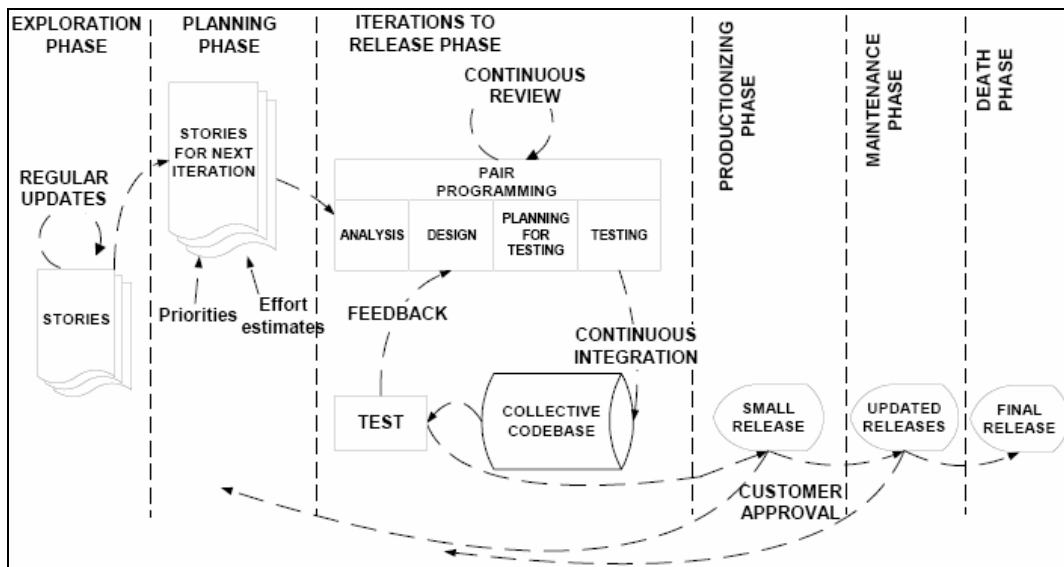 EXPLORATION
PHASE
PLANNING
PHASE
ITERATIONS TO
RELEASE PHASE
PRODUCTIONIZING
PHASE
MAINTENANCE
PHASE
DEATH
PHASE
CONTINUOUS
REVIEW
STORIES
FOR NEXT
ITERATION
REGULAR
UPDATES
STORIES
Priorities
Effort
estimates
PAIR
PROGRAMMING
ANALYSIS
DESIGN
PLANNING
FOR
TESTING
TESTING
FEEDBACK
CONTINUOUS
INTEGRATION
TEST
COLLECTIVE
CODEBASE
SMALL
RELEASE
UPDATED
RELEASES
FINAL
RELEASE
CUSTOMER
APPROVAL